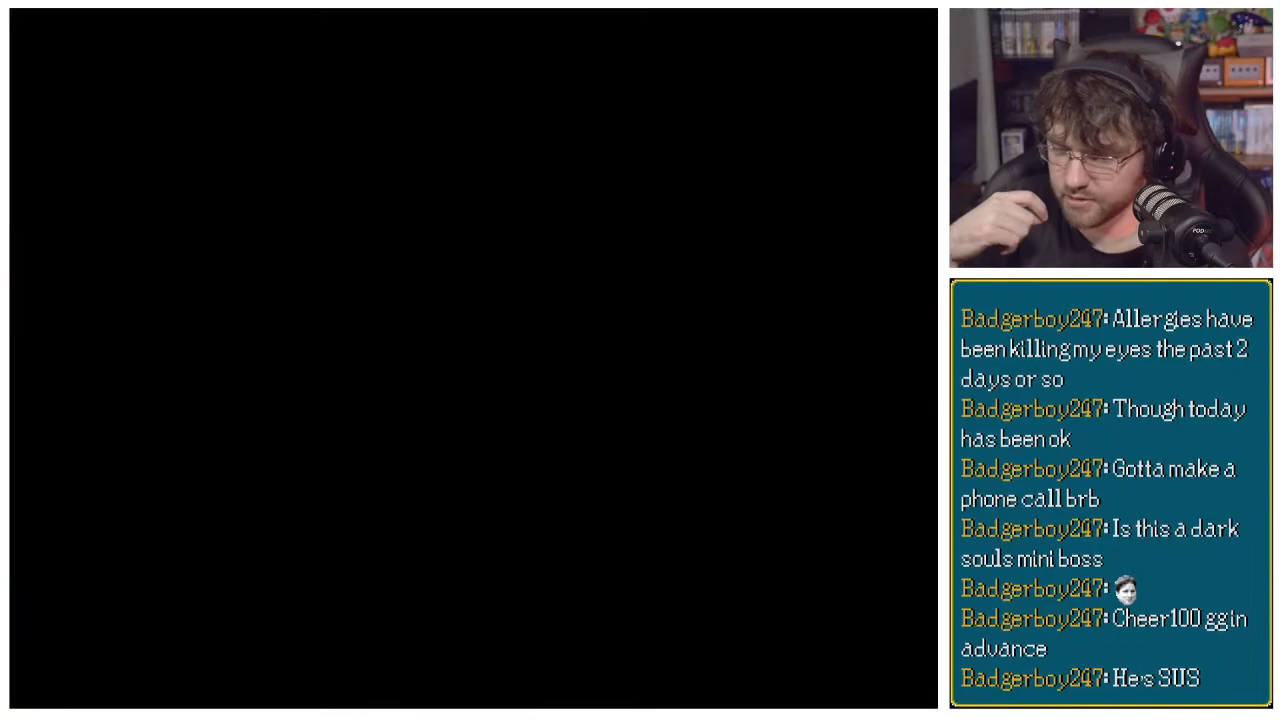 Badgerboy247: Allergies have
been killing my eyes the past 2
days or so
Badgerboy247: Though today
has been ok
Badgerboy247: Gotta make a
phone call brb
Badgerboy247: Is this a dark
souls mini boss
Badgerboy247:
Badgerboy247: Cheer100 gg in
advance
Badgerboy247: He's SUS
POD